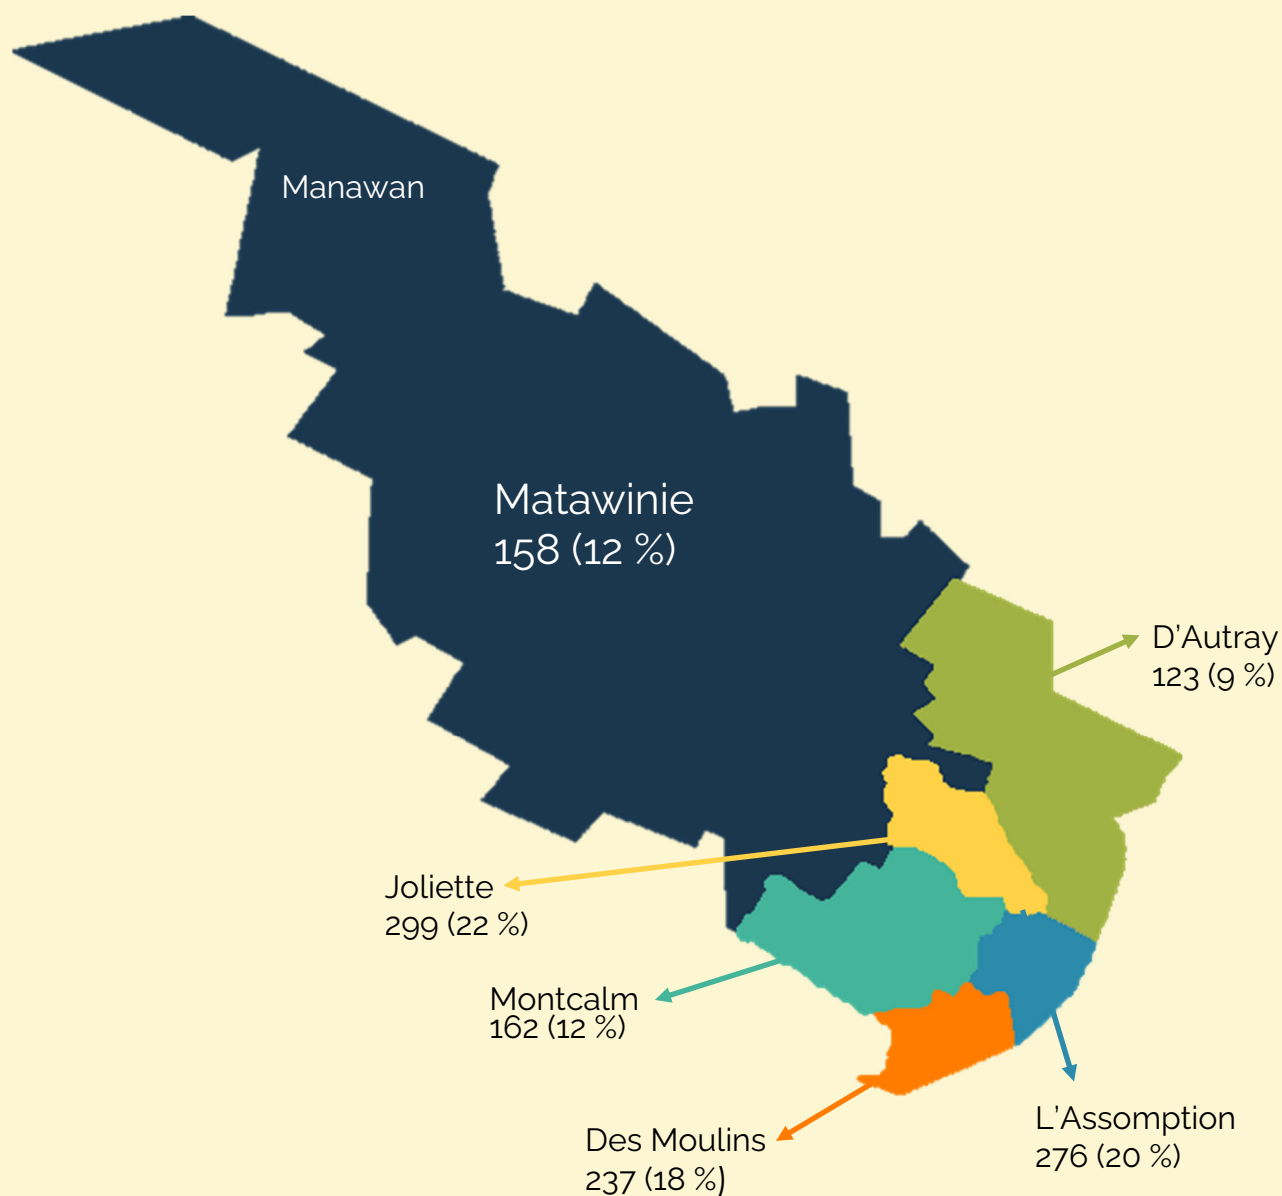 Manawan
Matawinie
158 (12 %)
D'Autray
123 (9 %)
Joliette
299 (22 %)
Montcalm
162 (12 %)
L'Assomption
276 (20 %)
Des Moulins
237 (18 %)